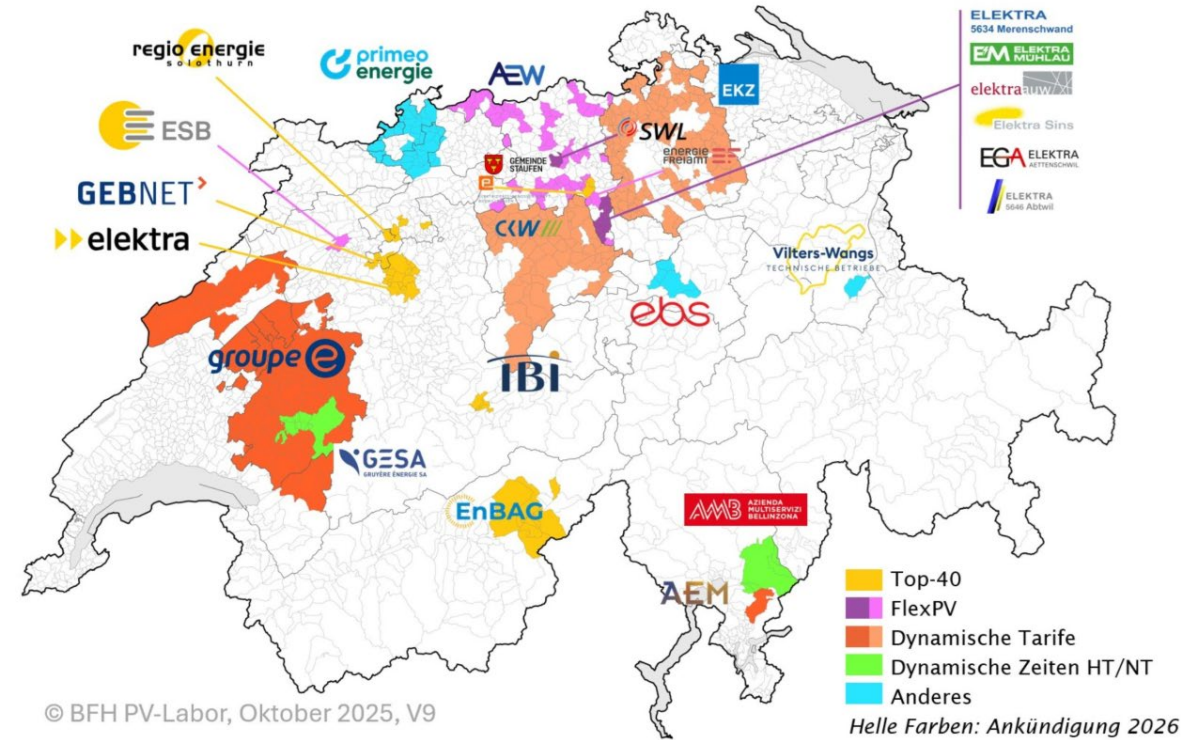 regio energie
solothurn
primeo
energie
AEW
EKZ
ELEKTRA
5634 Merenschwand
EM ELEKTRA
MÜHLAU
elektraauw
Elektra Sins
EGA ELEKTRA
AETTENSCHWIL
ELEKTRA
5646 Abtwil
ESB
SWL
ENERGIE
FREIAMT
GEMEINDE
STAUFEN
e
GEBNET
elektra
CKW
Vilters-Wangs
TECHNISCHE BETRIEBE
ebs
groupe e
IBI
GESA
GRUYÈRE ÉNERGIE SA
EnBAG
AMB AZIENDA
MULTISERVIZI
BELLINZONA
AEM
Top-40
FlexPV
Dynamische Tarife
Dynamische Zeiten HT/NT
Anderes
© BFH PV-Labor, Oktober 2025, V9
Helle Farben: Ankündigung 2026